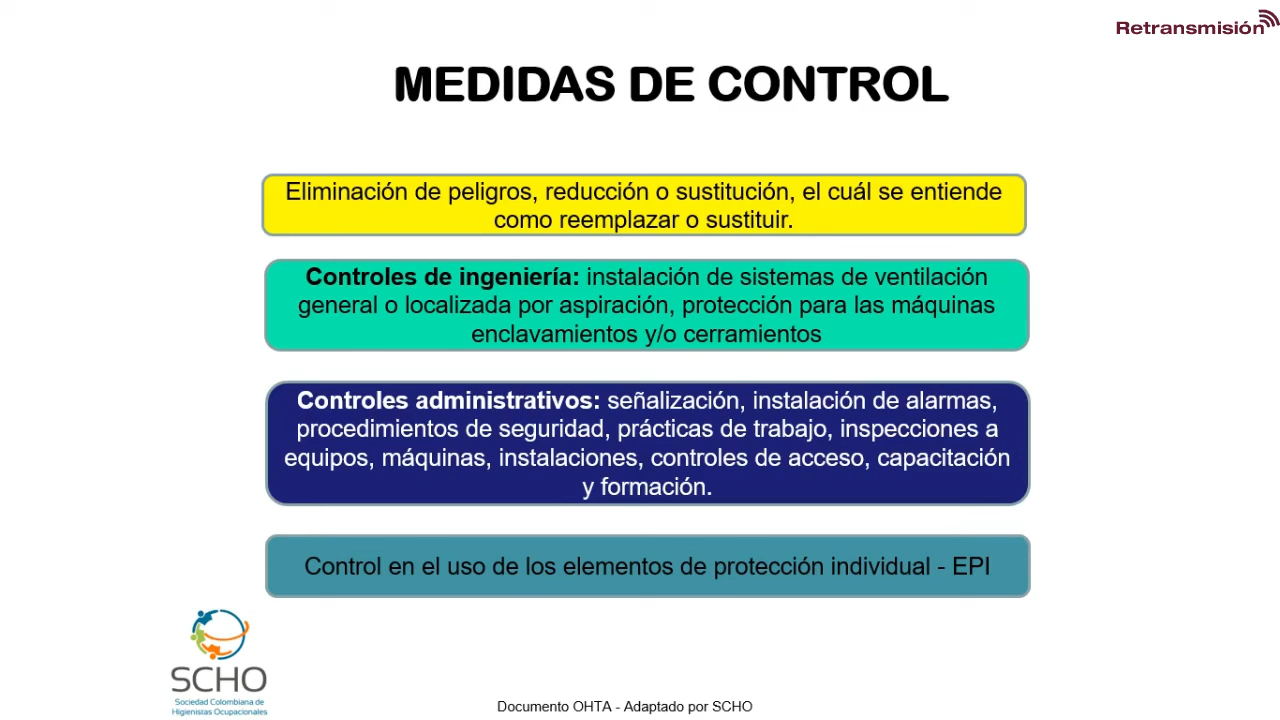 Retransmisión
MEDIDAS DE CONTROL
Eliminación de peligros, reducción o sustitución, el cuál se entiende
como reemplazar o sustituir.
Controles de ingeniería: instalación de sistemas de ventilación
general o localizada por aspiración, protección para las máquinas
enclavamientos y/o cerramientos
Controles administrativos: señalización, instalación de alarmas,
procedimientos de seguridad, prácticas de trabajo, inspecciones a
equipos, máquinas, instalaciones, controles de acceso, capacitación
y formación.
Control en el uso de los elementos de protección individual - EPI
SCHO
Sociedad Colombiana de
Higienistas Ocupacionales
Documento OHTA - Adaptado por SCHO